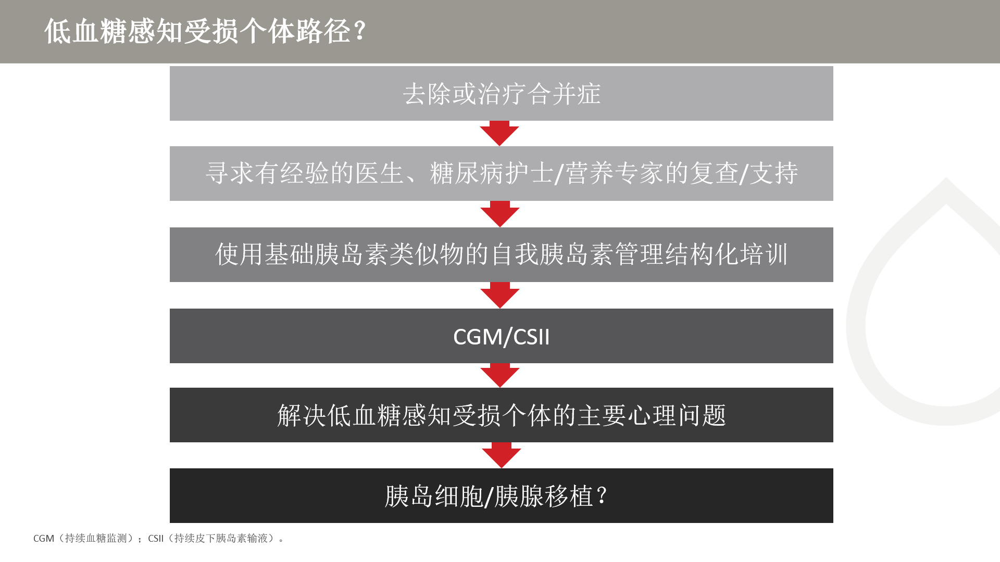 低血糖感知受损个体路径？
去除或治疗合并症
寻求有经验的医生、糖尿病护士/营养专家的复查/支持
使用基础胰岛素类似物的自我胰岛素管理结构化培训
CGM/CSII
解决低血糖感知受损个体的主要心理问题
胰岛细胞/胰腺移植？
CGM（持续血糖监测）；CSII（持续皮下胰岛素输液）。